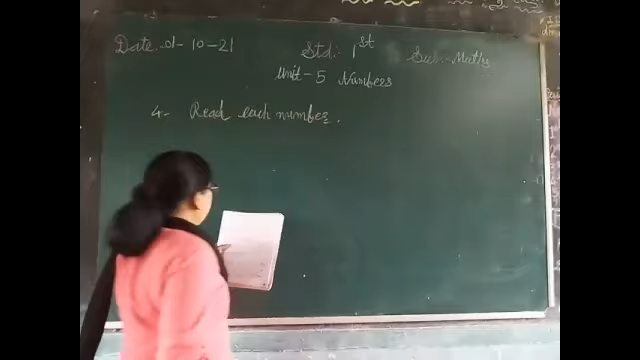 Date 01-10-21 Std: 1st Sub:- Maths
Unit - 5 Numbers
4. Read each number.